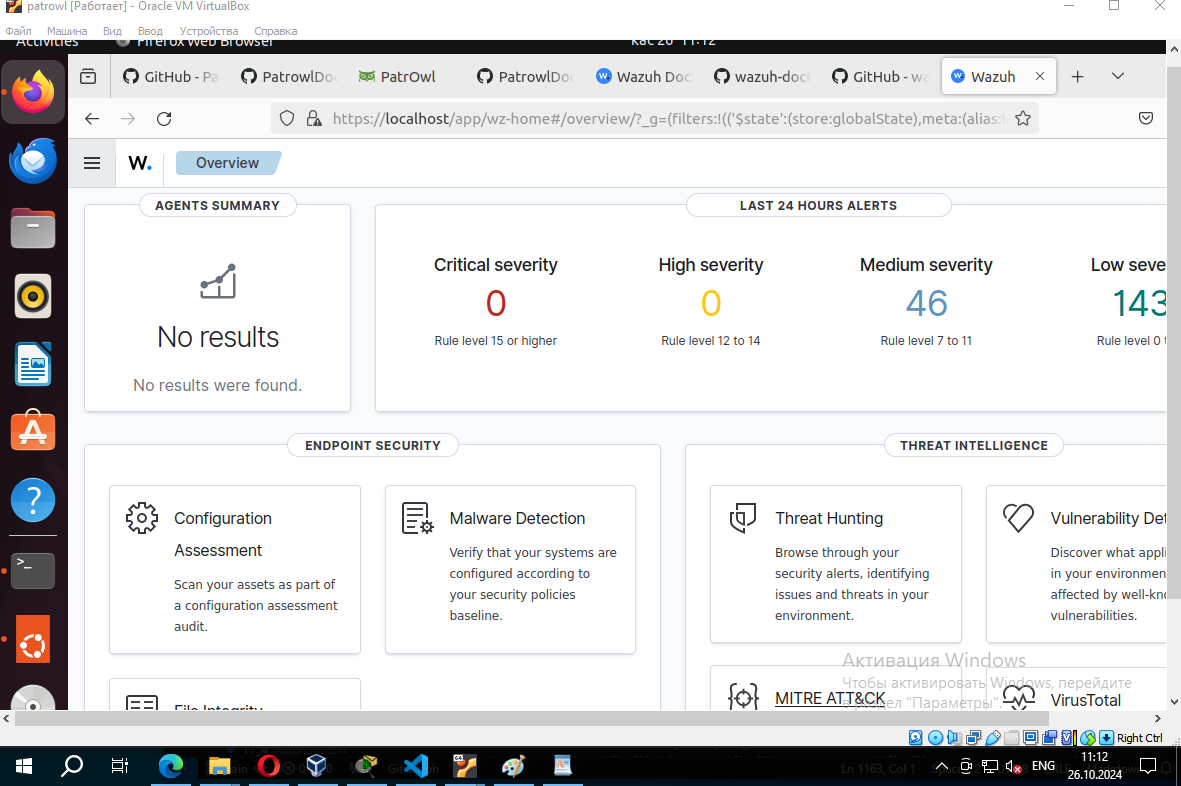 patrowl [Работает] - Oracle VM VirtualBox
Файл Машина Вид Ввод Устройства Справка
Activities Firefox Web Browser Kас 26 11:12
GitHub - Pa PatrowlDoc PatrOwl PatrowlDoc Wazuh Doc wazuh-dock GitHub - wa Wazuh
https://localhost/app/wz-home#/overview/?_g=(filters:!(('$state':(store:globalState),meta:(alias:
W. Overview
AGENTS SUMMARY
LAST 24 HOURS ALERTS
Critical severity High severity Medium severity Low seve
No results
0 0 46 143
Rule level 15 or higher Rule level 12 to 14 Rule level 7 to 11 Rule level 0 t
No results were found.
ENDPOINT SECURITY
THREAT INTELLIGENCE
Configuration Assessment
Scan your assets as part of
a configuration assessment
audit.
Malware Detection
Verify that your systems are
configured according to
your security policies
baseline.
Threat Hunting
Browse through your
security alerts, identifying
issues and threats in your
environment.
Vulnerability Det
Discover what appli
in your environmen
affected by well-kno
vulnerabilities.
File Integrity
MITRE ATT&CK
VirusTotal
Активация Windows
Чтобы активировать Windows, перейдите
в раздел "Параметры".
Right Ctrl
Ln 1163, Col 1
ENG
11:12
26.10.2024